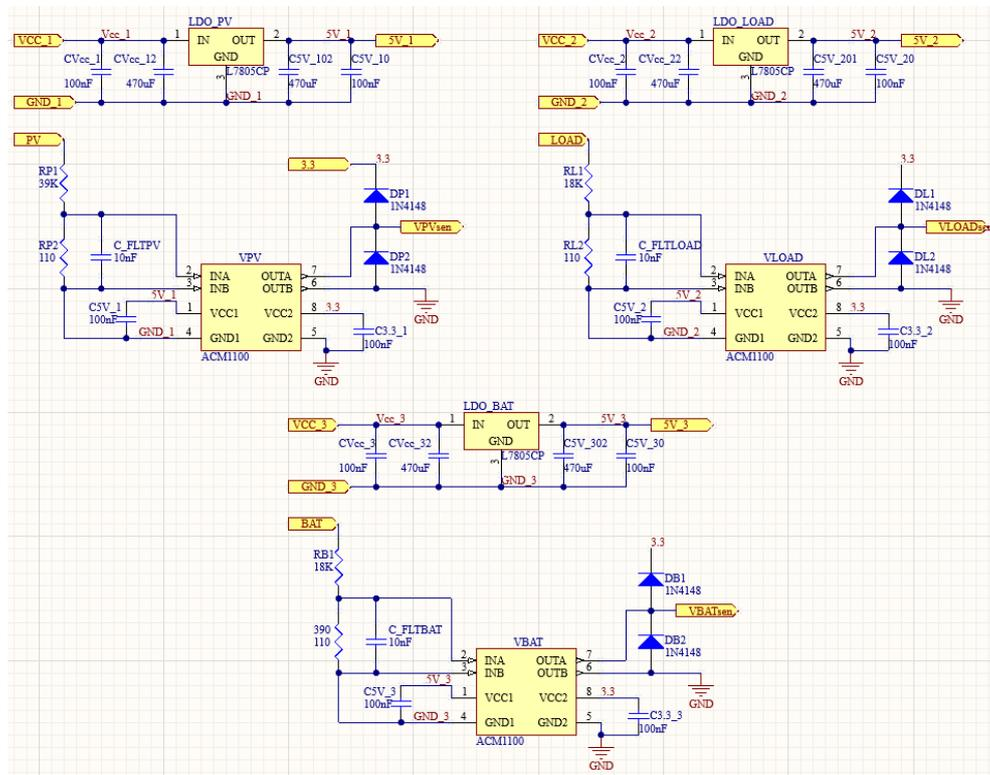 LDO_PV
VCC_1
Vcc_1
1
IN
OUT
2
5V_1
5V_1
GND
CVcc_1
100nF
CVcc_12
470uF
3
L7805CP
C5V_102
470uF
C5V_10
100nF
GND_1
GND_1
LDO_LOAD
VCC_2
Vcc_2
1
IN
OUT
2
5V_2
5V_2
GND
CVcc_2
100nF
CVcc_22
470uF
3
L7805CP
C5V_201
470uF
C5V_20
100nF
GND_2
GND_2
PV
RP1
39K
3.3
3.3
DP1
1N4148
VPVsen
RP2
110
C_FLTPV
10nF
DP2
1N4148
VPV
2
INA
OUTA
7
3
INB
OUTB
6
GND
5V_1
C5V_1
100nF
1
VCC1
VCC2
8
3.3
GND_1
4
GND1
GND2
5
C3.3_1
100nF
ACM1100
GND
LOAD
RL1
18K
3.3
DL1
1N4148
VLOADsen
RL2
110
C_FLTLOAD
10nF
DL2
1N4148
VLOAD
2
INA
OUTA
7
3
INB
OUTB
6
GND
5V_2
C5V_2
100nF
1
VCC1
VCC2
8
3.3
GND_2
4
GND1
GND2
5
C3.3_2
100nF
ACM1100
GND
LDO_BAT
VCC_3
Vcc_3
1
IN
OUT
2
5V_3
5V_3
GND
CVcc_3
100nF
CVcc_32
470uF
3
L7805CP
C5V_302
470uF
C5V_30
100nF
GND_3
GND_3
BAT
RB1
18K
3.3
DB1
1N4148
VBATsen
390
110
C_FLTBAT
10nF
DB2
1N4148
VBAT
2
INA
OUTA
7
3
INB
OUTB
6
GND
5V_3
C5V_3
100nF
1
VCC1
VCC2
8
3.3
GND_3
4
GND1
GND2
5
C3.3_3
100nF
ACM1100
GND